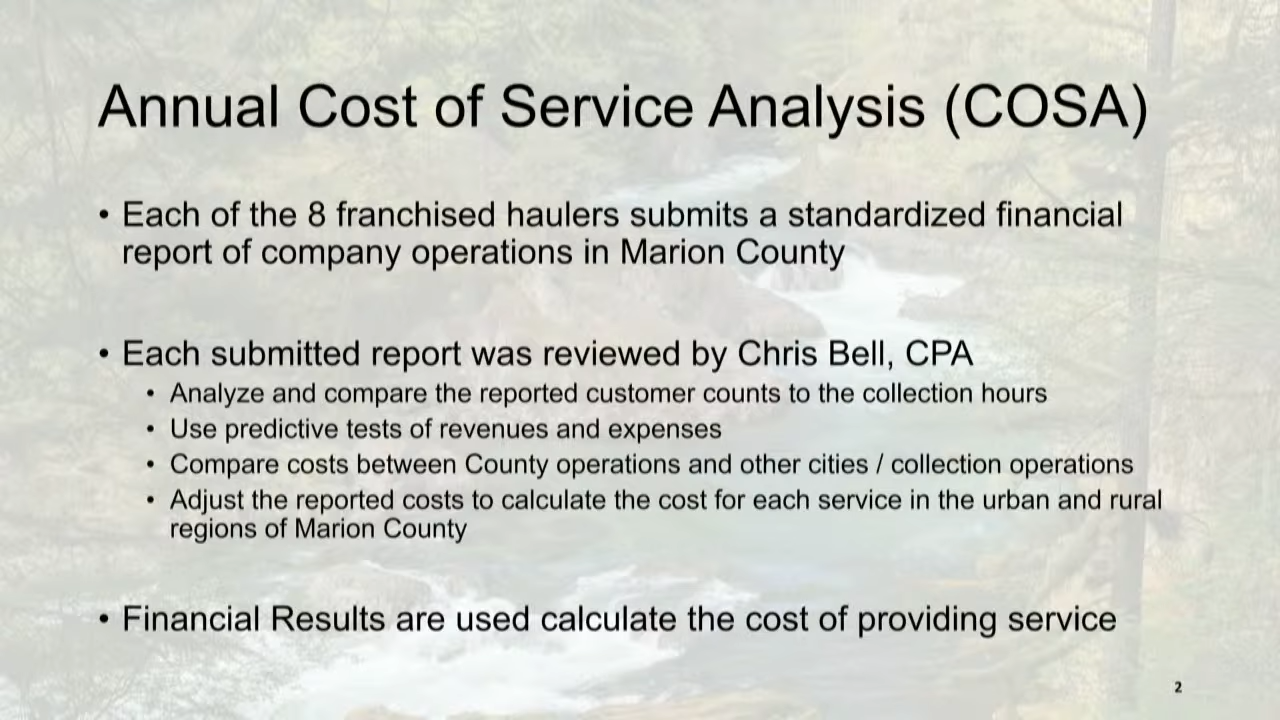 Annual Cost of Service Analysis (COSA)
• Each of the 8 franchised haulers submits a standardized financial
report of company operations in Marion County
• Each submitted report was reviewed by Chris Bell, CPA
• Analyze and compare the reported customer counts to the collection hours
• Use predictive tests of revenues and expenses
• Compare costs between County operations and other cities / collection operations
• Adjust the reported costs to calculate the cost for each service in the urban and rural
regions of Marion County
• Financial Results are used calculate the cost of providing service
2